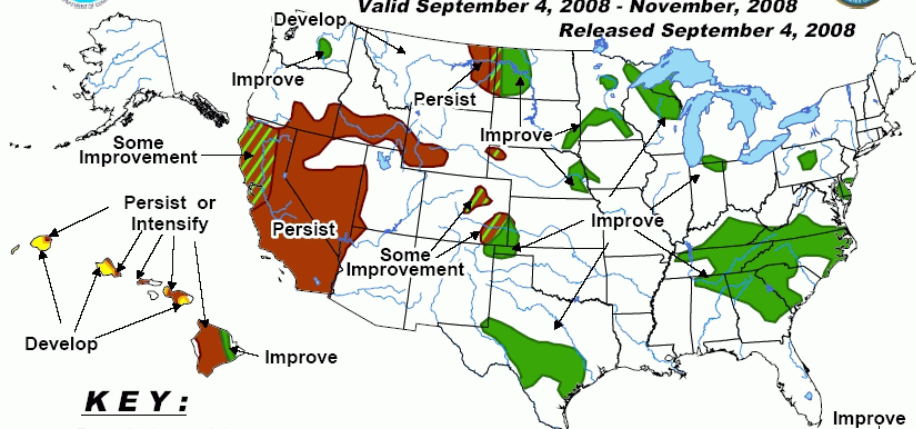 Valid September 4, 2008 - November, 2008
Released September 4, 2008
Develop
Improve
Persist
Some
Improvement
Improve
Persist or
Intensify
Persist
Improve
Some
Improvement
Develop
Improve
KEY:
Improve